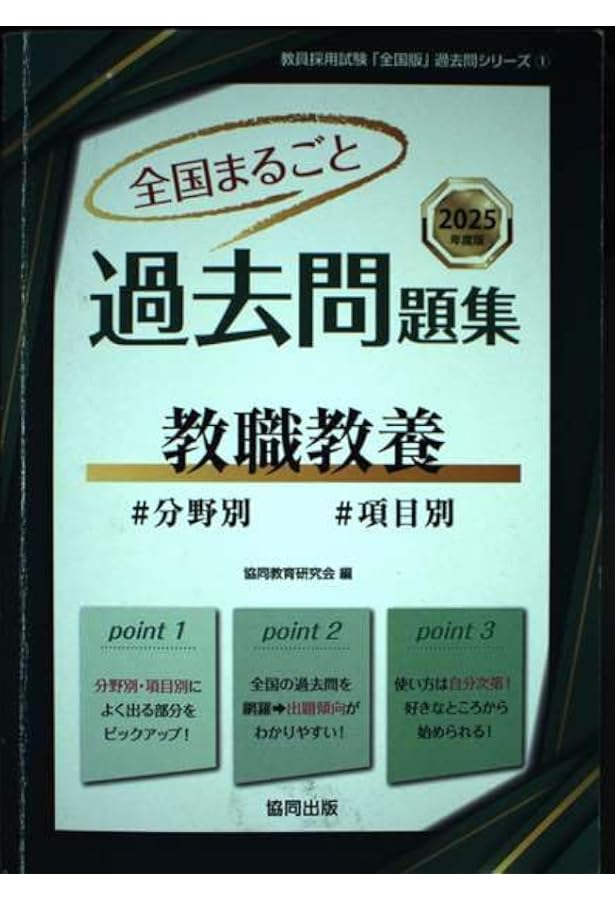 教員採用試験「全国版」過去問シリーズ①
全国まるごと
2025
年度版
過去問題集
教職教養
#分野別 #項目別
協同教育研究会 編
point 1
分野別・項目別に
よく出る部分を
ピックアップ!
point 2
全国の過去問を
網羅➡出題傾向が
わかりやすい!
point 3
使い方は自分次第!
好きなところから
始められる!
協同出版